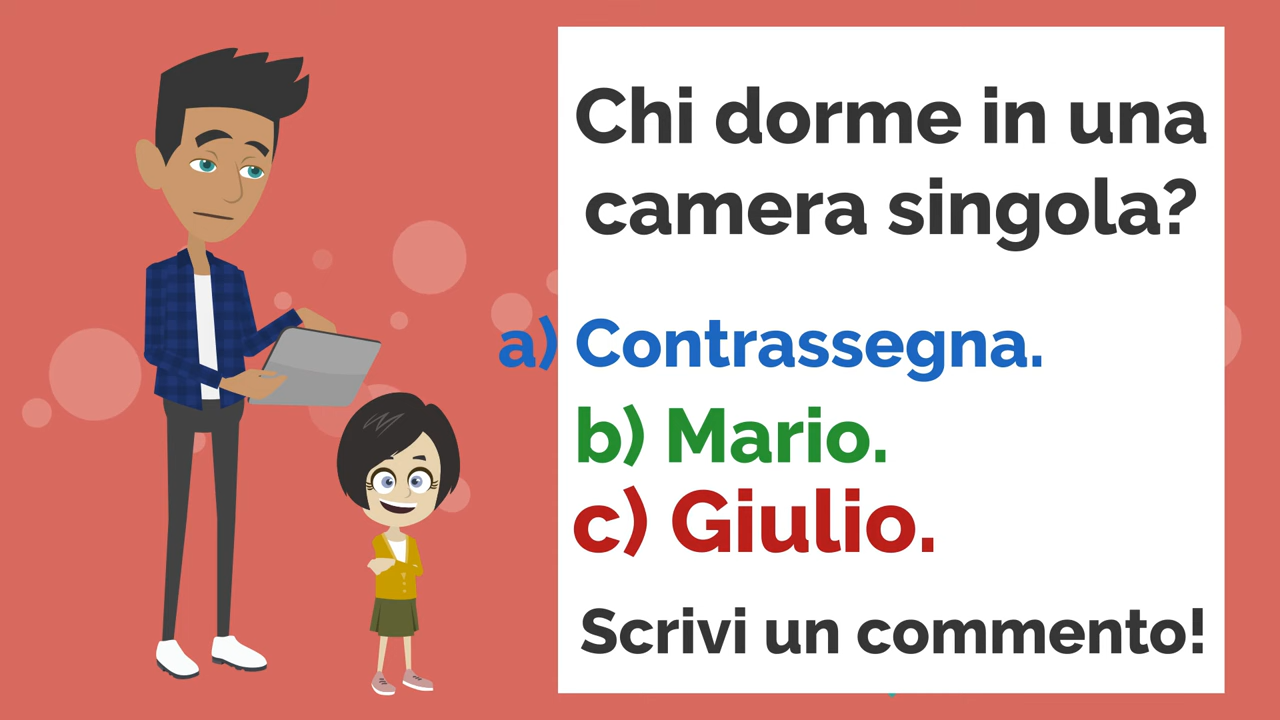 Chi dorme in una
camera singola?
a) Contrassegna.
b) Mario.
c) Giulio.
Scrivi un commento!